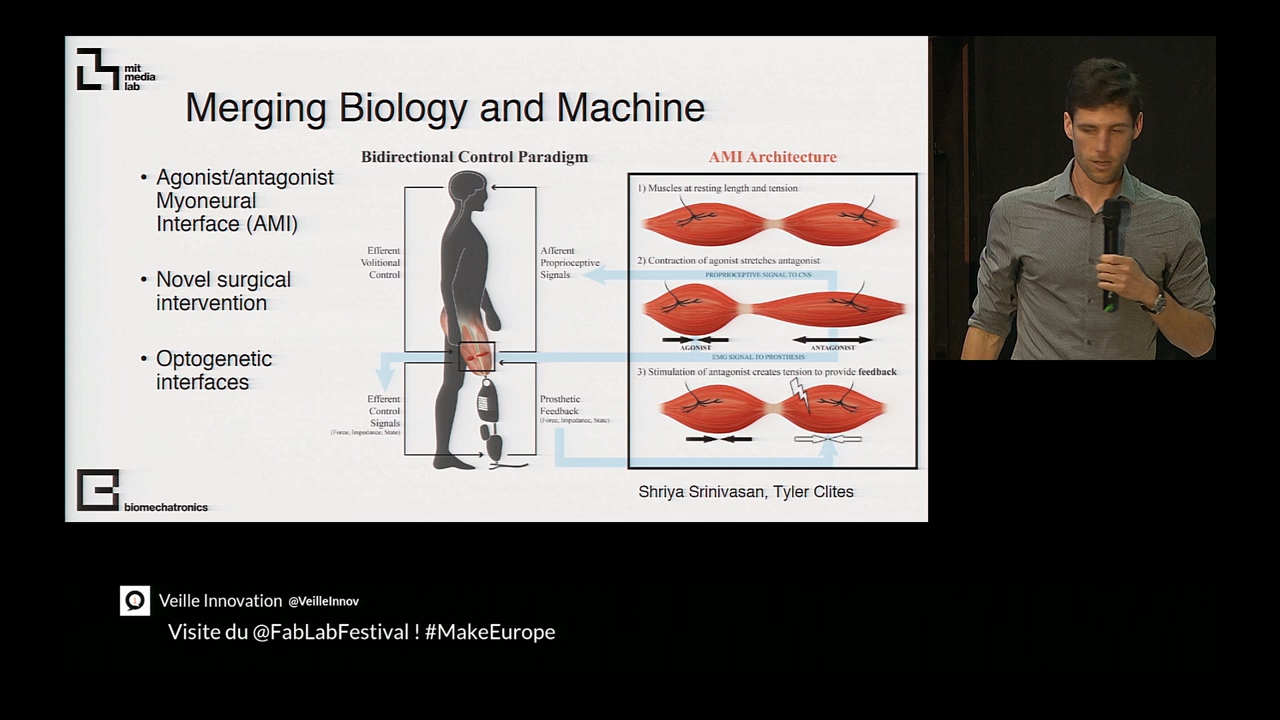 mit
media
lab
Merging Biology and Machine
• Agonist/antagonist
Myoneural
Interface (AMI)
• Novel surgical
intervention
• Optogenetic
interfaces
Bidirectional Control Paradigm
Efferent
Volitional
Control
Afferent
Proprioceptive
Signals
Efferent
Control
Signals
(Force, Impedance, State)
Prosthetic
Feedback
(Force, Impedance, State)
AMI Architecture
1) Muscles at resting length and tension
2) Contraction of agonist stretches antagonist
PROPRIOCEPTIVE SIGNAL TO CNS
AGONIST
ANTAGONIST
EMG SIGNAL TO PROSTHESIS
3) Stimulation of antagonist creates tension to provide feedback
Shriya Srinivasan, Tyler Clites
biomechatronics
Veille Innovation @VeilleInnov
Visite du @FabLabFestival ! #MakeEurope